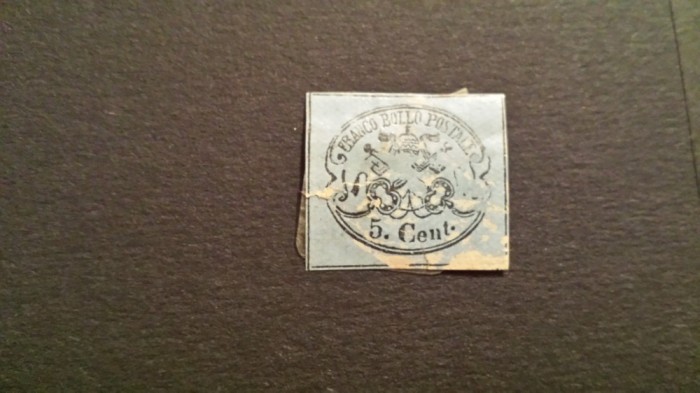 FRANCO BOLLO POSTALE
5. Cent.